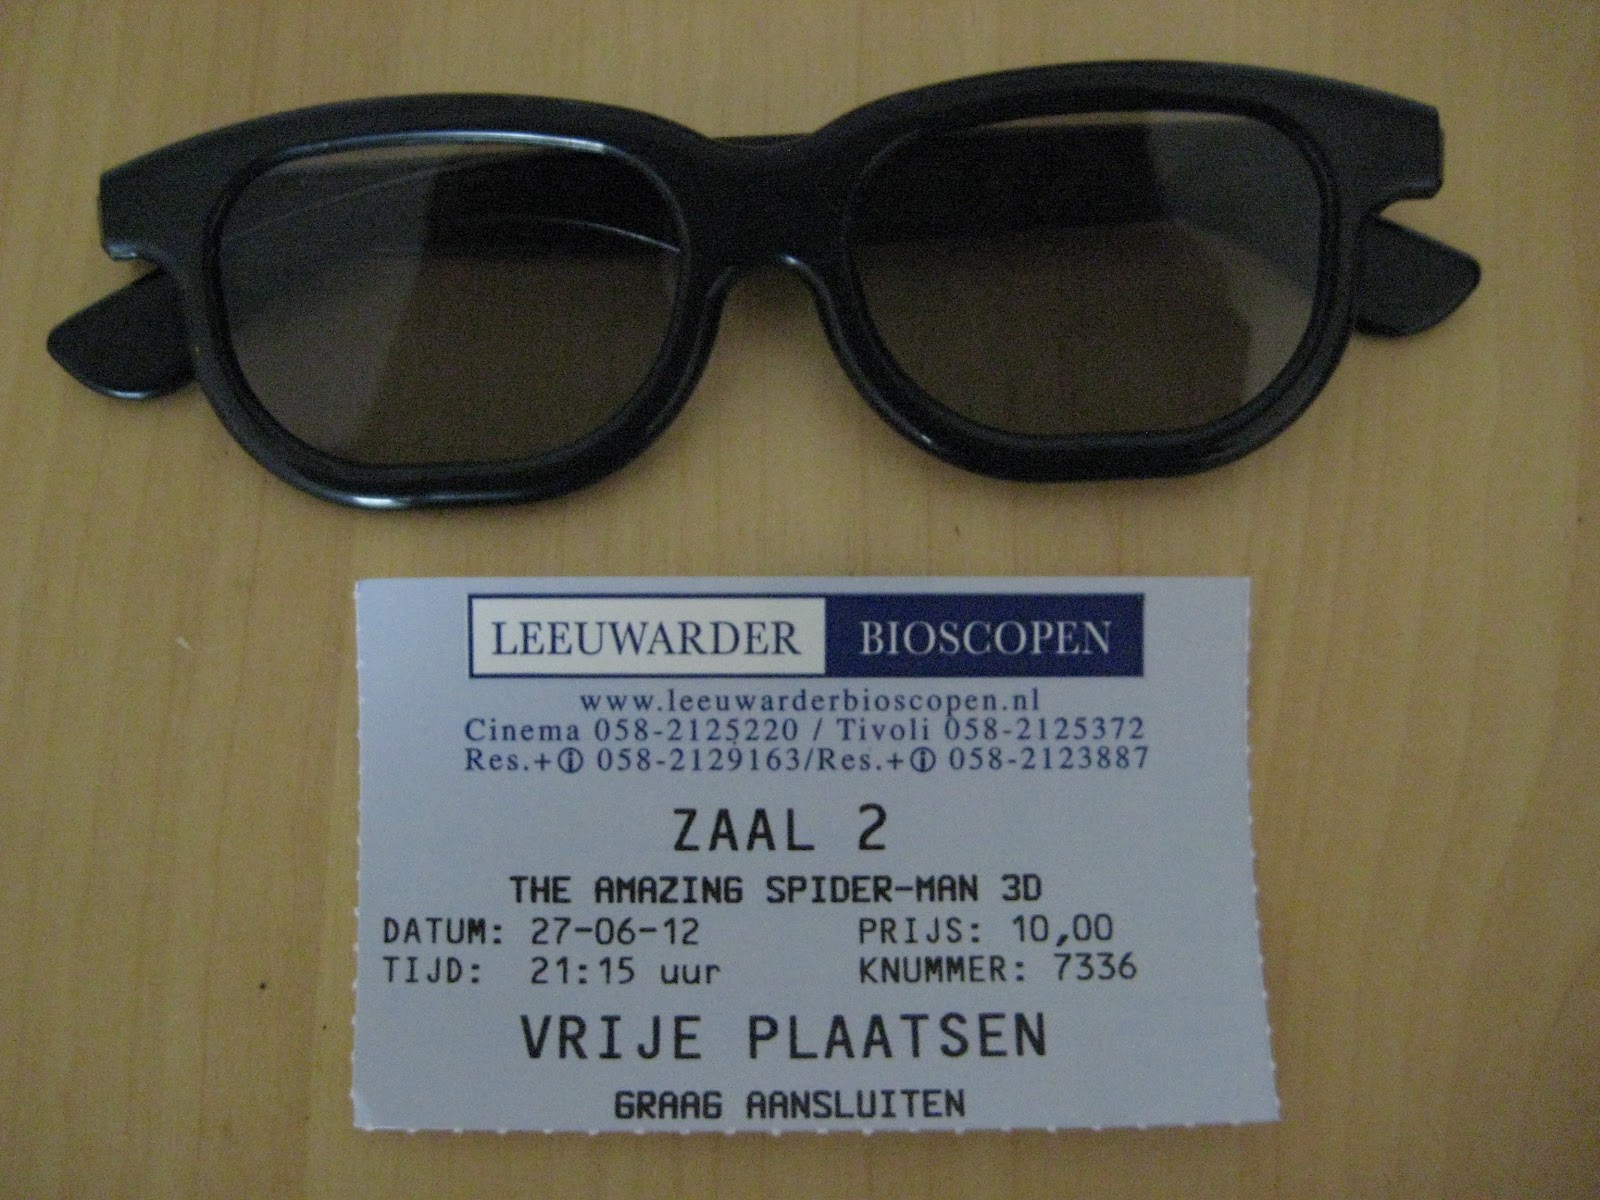 LEEUWARDER BIOSCOPEN
www.leeuwarderbioscopen.nl
Cinema 058-2125220 / Tivoli 058-2125372
Res.+ⓘ 058-2129163/Res.+ⓘ 058-2123887
ZAAL 2
THE AMAZING SPIDER-MAN 3D
DATUM: 27-06-12 PRIJS: 10,00
TIJD: 21:15 uur KNUMMER: 7336
VRIJE PLAATSEN
GRAAG AANSLUITEN